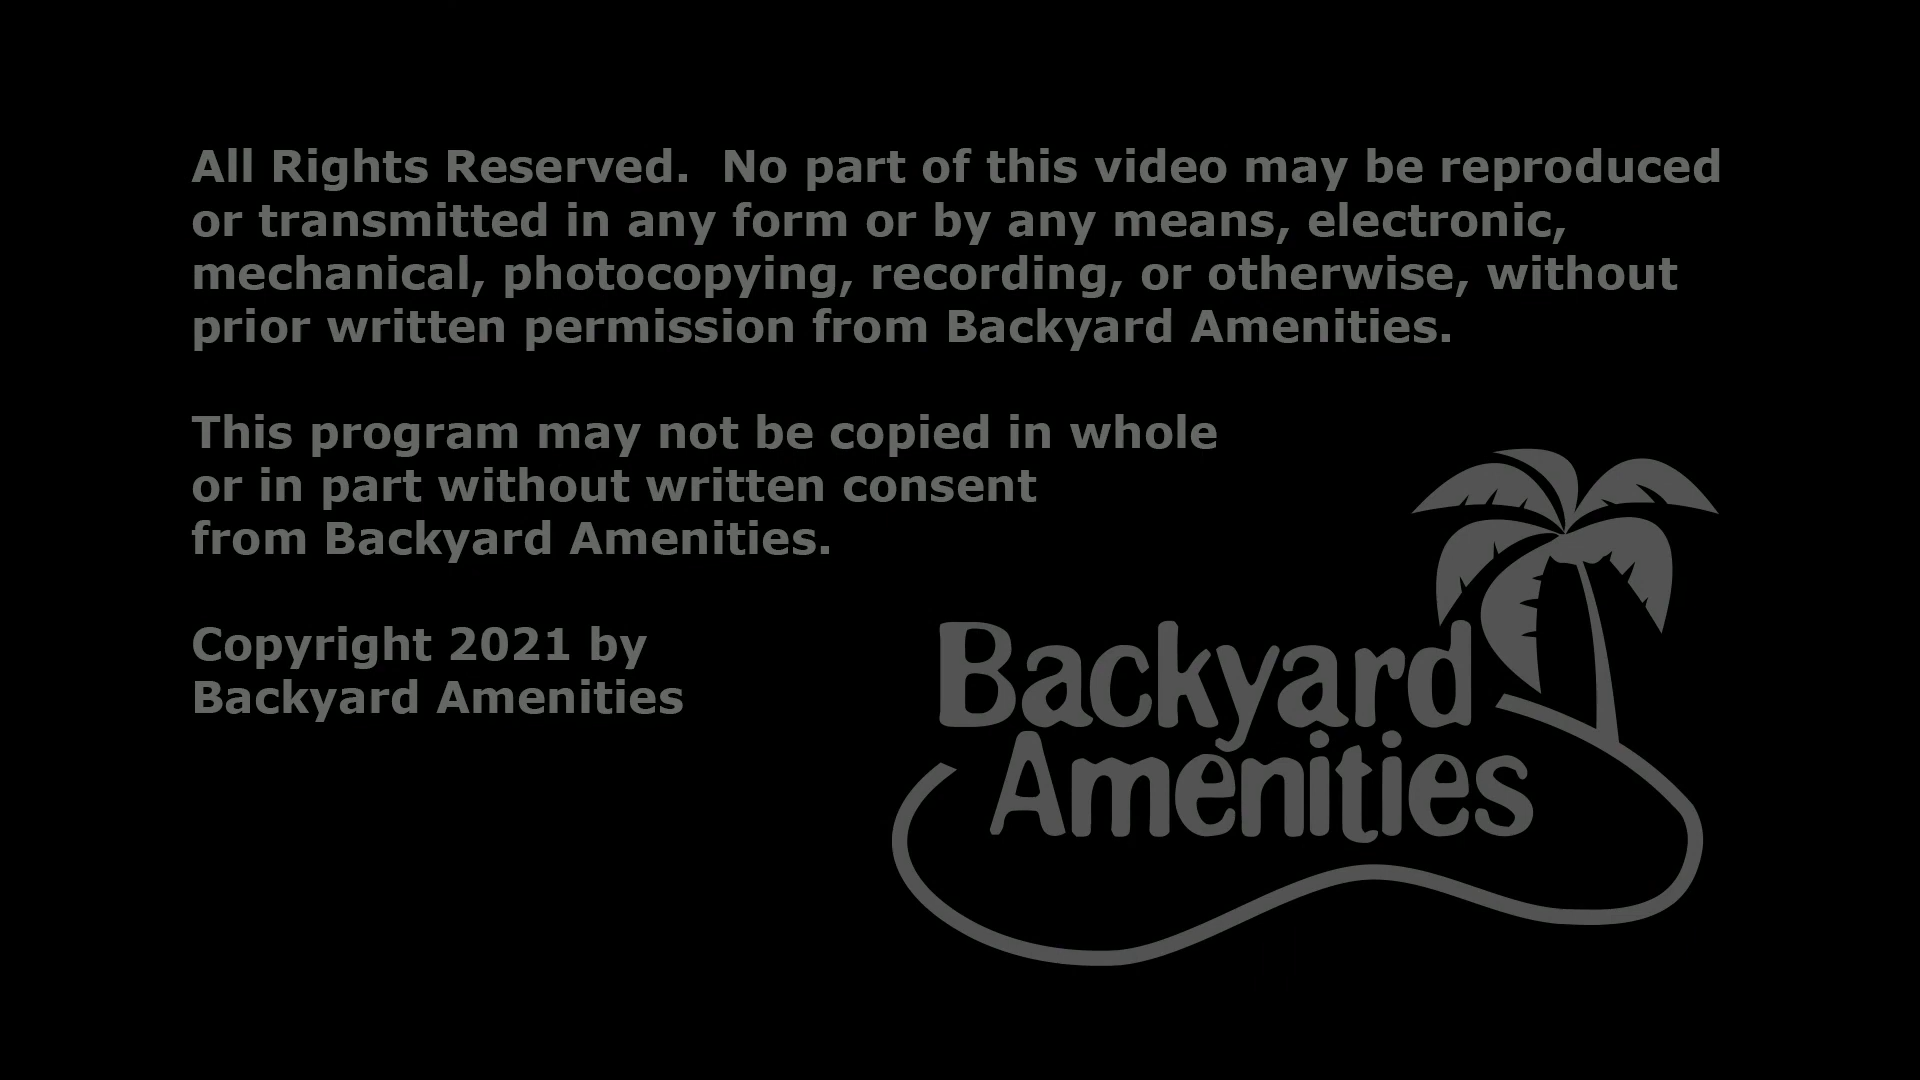 All Rights Reserved.  No part of this video may be reproduced
or transmitted in any form or by any means, electronic,
mechanical, photocopying, recording, or otherwise, without
prior written permission from Backyard Amenities.
This program may not be copied in whole
or in part without written consent
from Backyard Amenities.
Copyright 2021 by
Backyard Amenities
Backyard
Amenities